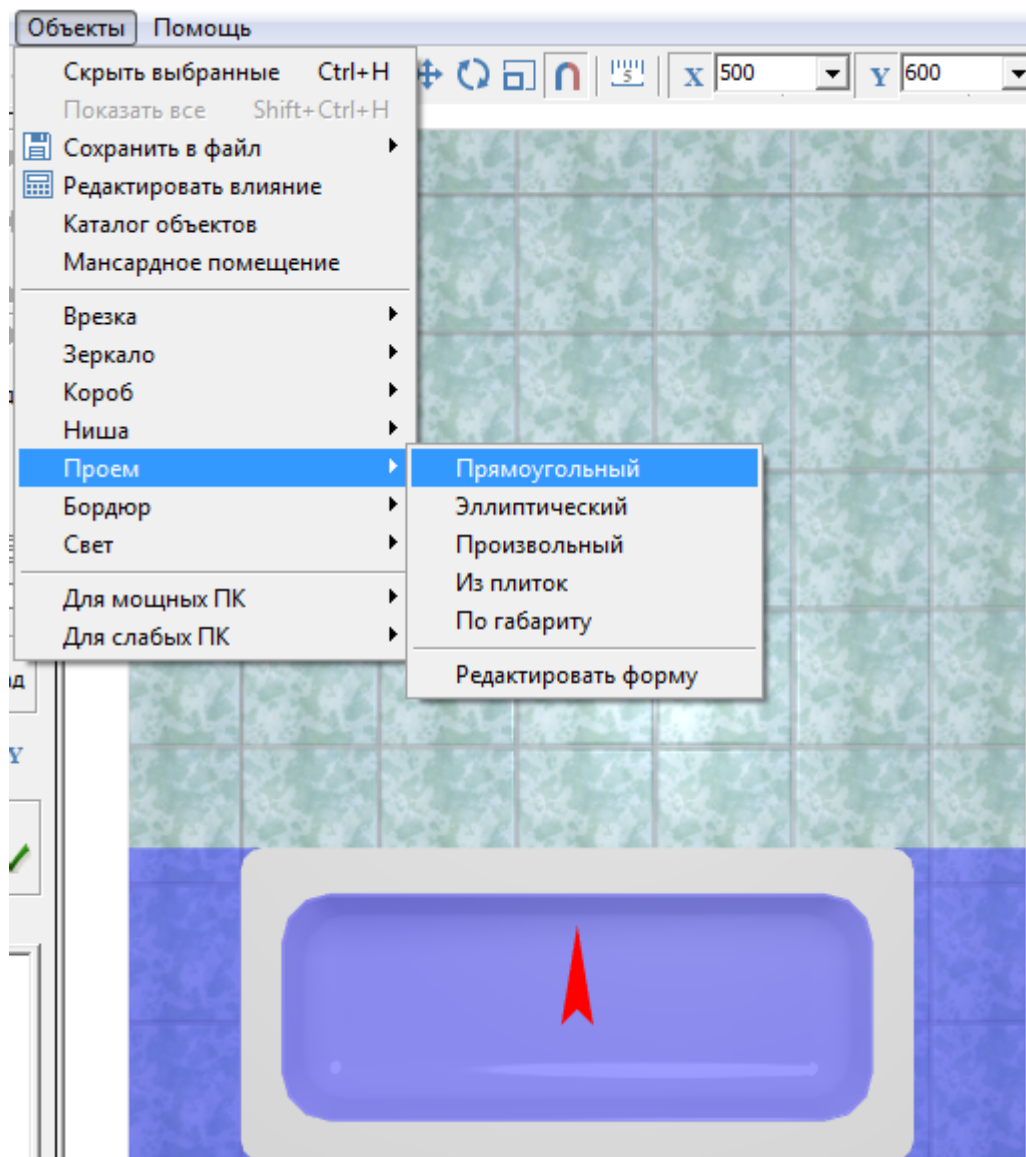 Объекты Помощь
Скрыть выбранные Ctrl+H
5 X 500 Y 600
Показать все Shift+Ctrl+H
Сохранить в файл
Редактировать влияние
Каталог объектов
Мансардное помещение
Врезка
Зеркало
Короб
Ниша
Проем
Прямоугольный
Бордюр
Эллиптический
Свет
Произвольный
Из плиток
Для мощных ПК
По габариту
Для слабых ПК
Редактировать форму
Y